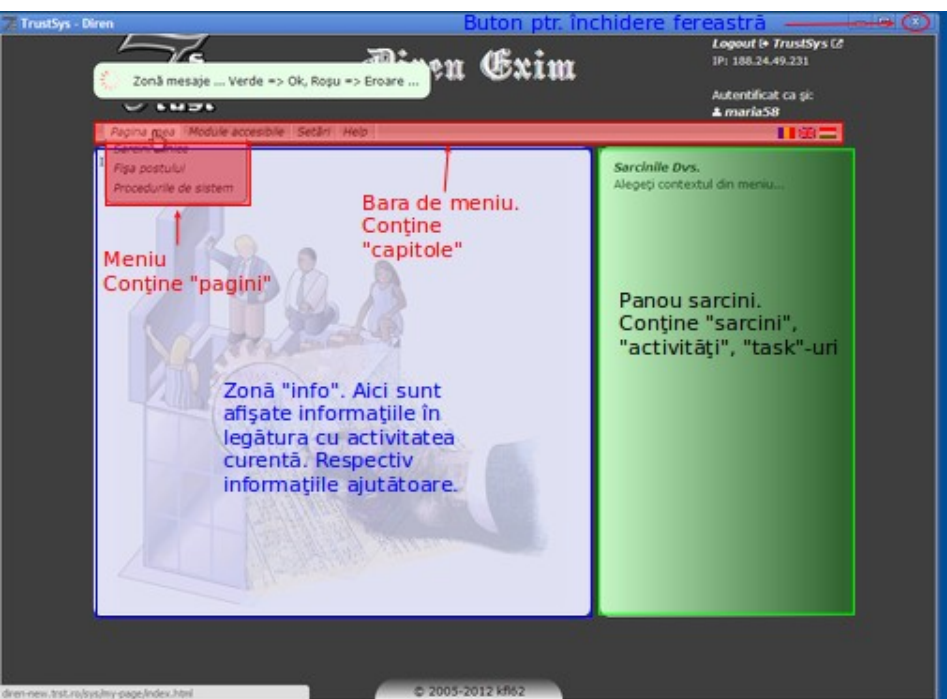 TrustSys - Diren
Buton ptr. închidere fereastră
Diren Exim
Logout TrustSys
IP: 188.24.49.231
Zonă mesaje ... Verde => Ok, Roşu => Eroare ...
Autentificat ca şi:
maria58
Pagina mea Module accesibile Setări Help
Fişa postului
Procedurile de sistem
Sarcinile Dvs.
Alegeţi contextul din meniu...
Bara de meniu.
Conţine
"capitole"
Meniu
Conţine "pagini"
Panou sarcini.
Conţine "sarcini",
"activităţi", "task"-uri
Zonă "info". Aici sunt
afişate informaţiile în
legătura cu activitatea
curentă. Respectiv
informaţiile ajutătoare.
diren-new.trst.ro/sys/my-page/index.html
© 2005-2012 kfl62